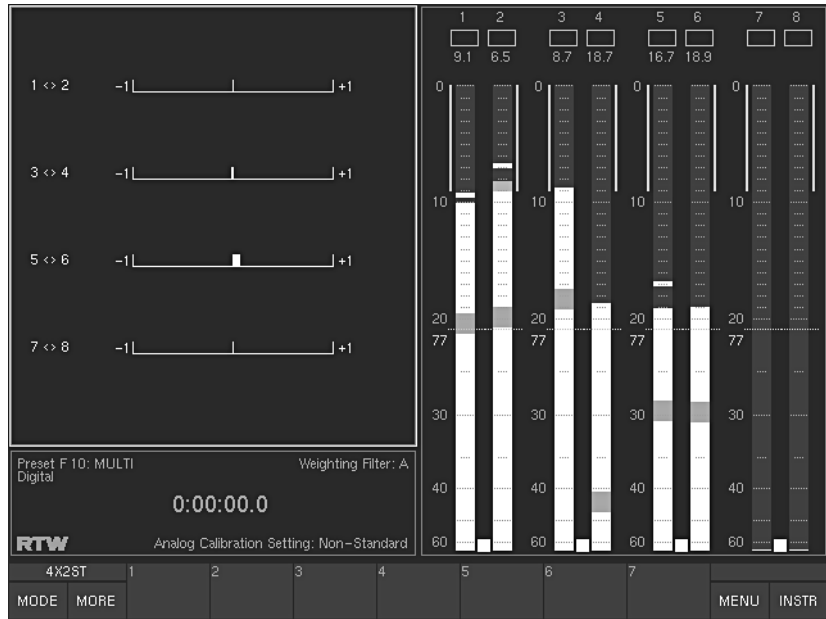 1 <> 2 -1 +1
3 <> 4 -1 +1
5 <> 6 -1 +1
7 <> 8 -1 +1
Preset F 10: MULTI Weighting Filter: A
Digital
0:00:00.0
RTW Analog Calibration Setting: Non-Standard
1 2 3 4 5 6 7 8
9.1 6.5 8.7 18.7 16.7 18.9
0 0 0 0
10 10 10 10
20 20 20 20
77 77 77 77
30 30 30 30
40 40 40 40
60 60 60 60
4X2ST 1 2 3 4 5 6 7
MODE MORE MENU INSTR